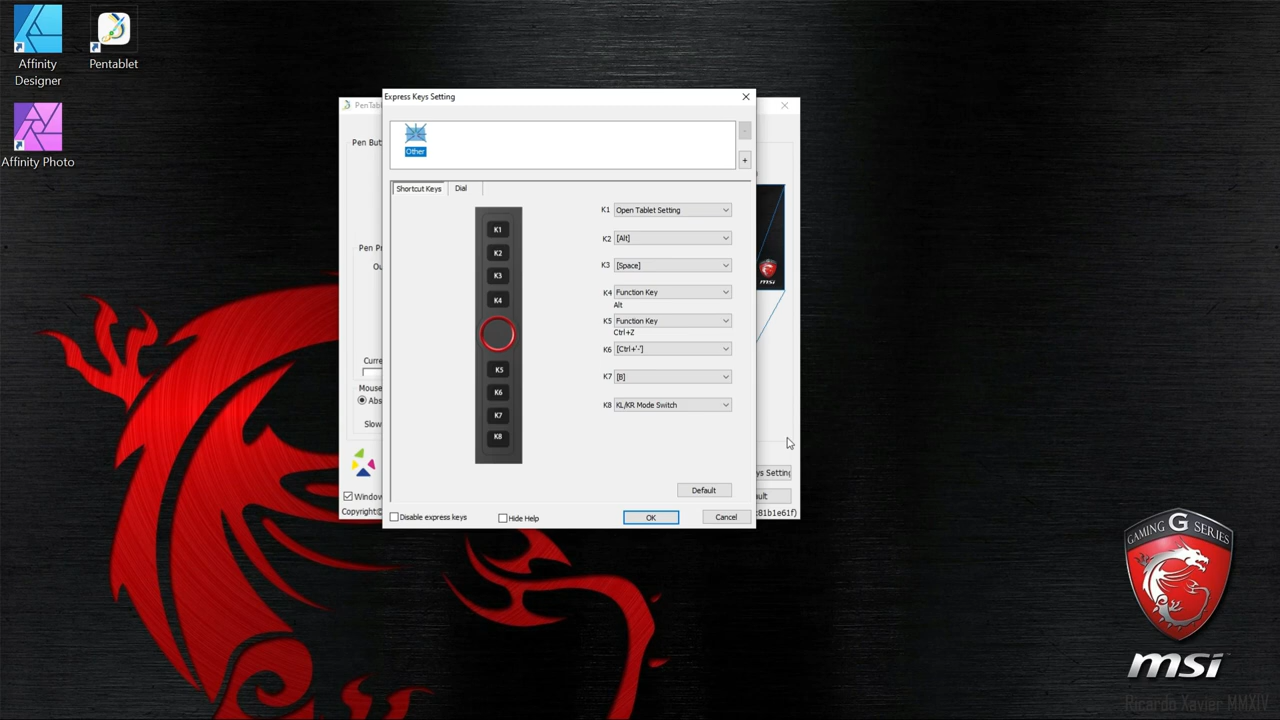 Affinity
Designer
Pentablet
Affinity Photo
PenTab
Express Keys Setting
Pen But
Other
-
+
Shortcut Keys
Dial
K1
K2
K3
K4
K5
K6
K7
K8
K1 Open Tablet Setting
K2 [Alt]
K3 [Space]
K4 Function Key
Alt
K5 Function Key
Ctrl+Z
K6 [Ctrl+'-']
K7 [B]
K8 KL/KR Mode Switch
Default
Disable express keys
Hide Help
OK
Cancel
Pen Pr
Ou
Curre
Mouse
Abs
Slow
Window
Copyright©
ys Setting
ult
:81b1e61f)
msi
GAMING G SERIES
msi
Ricardo Xavier MMXIV